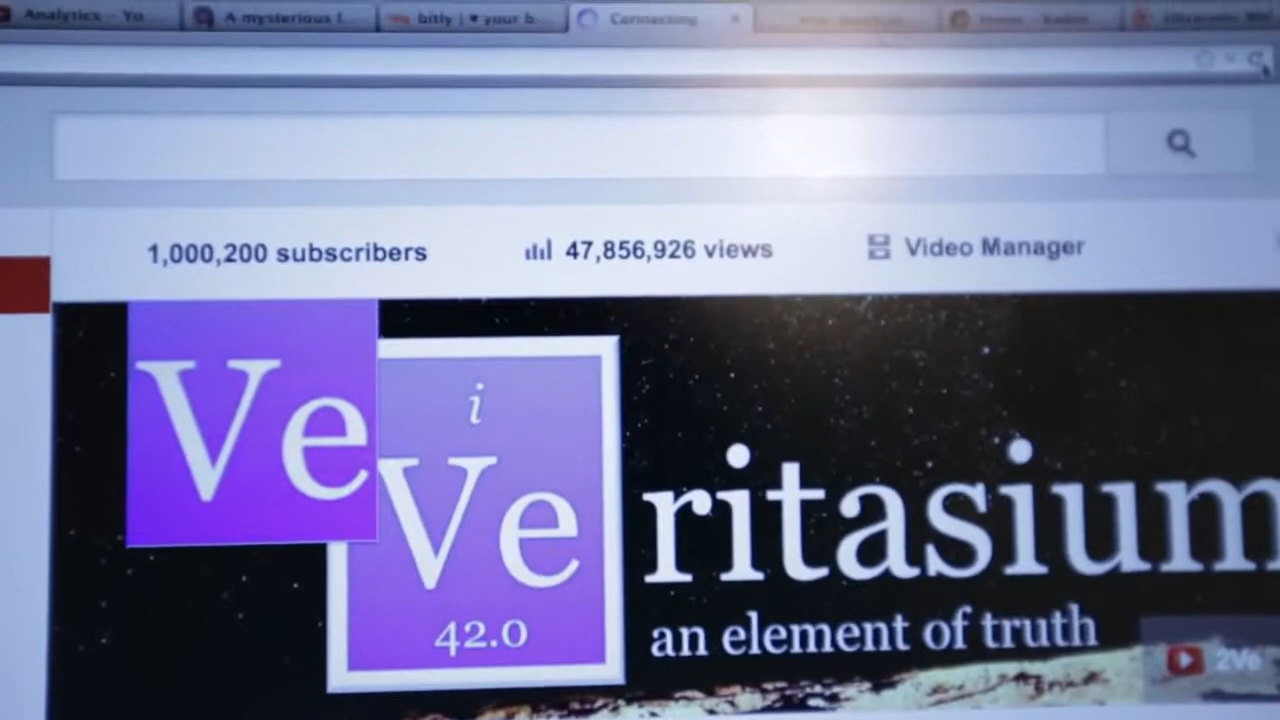 Analytics - Yo
A mysterious
bitly | ♥ your b
Connecting
1,000,200 subscribers
47,856,926 views
Video Manager
Ve
i
Ve
ritasium
42.0
an element of truth
2Ve